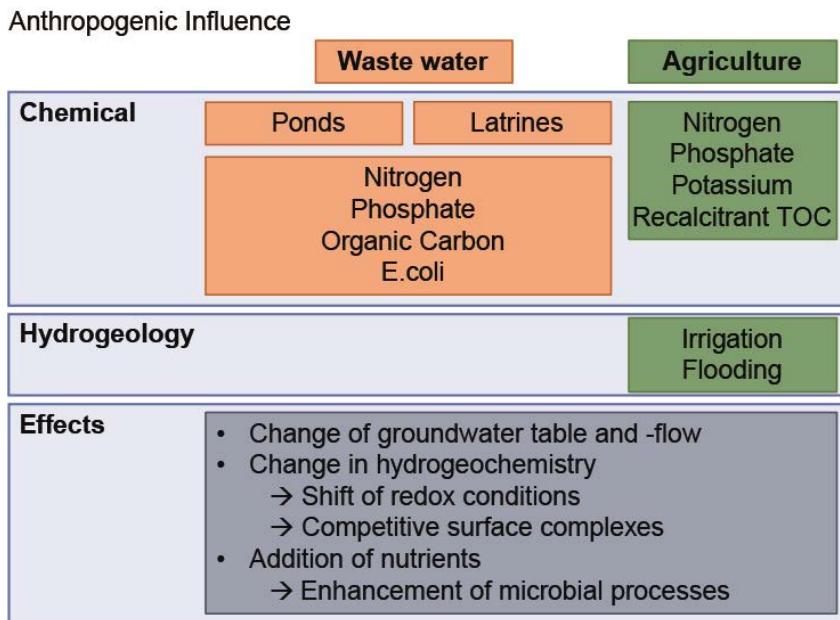 Anthropogenic Influence
Waste water
Agriculture
Chemical
Ponds
Latrines
Nitrogen
Phosphate
Organic Carbon
E.coli
Nitrogen
Phosphate
Potassium
Recalcitrant TOC
Hydrogeology
Irrigation
Flooding
Effects
• Change of groundwater table and -flow
• Change in hydrogeochemistry
→ Shift of redox conditions
→ Competitive surface complexes
• Addition of nutrients
→ Enhancement of microbial processes